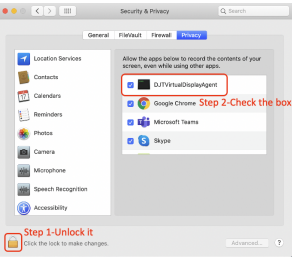 Security & Privacy
Search
General
FileVault
Firewall
Privacy
Location Services
Contacts
Calendars
Reminders
Photos
Camera
Microphone
Speech Recognition
Accessibility
Allow the apps below to record the contents of your
screen, even while using other apps.
DJTVirtualDisplayAgent
Google Chrome
Step 2-Check the box
Microsoft Teams
Skype
Step 1-Unlock it
Click the lock to make changes.
Advanced...
?